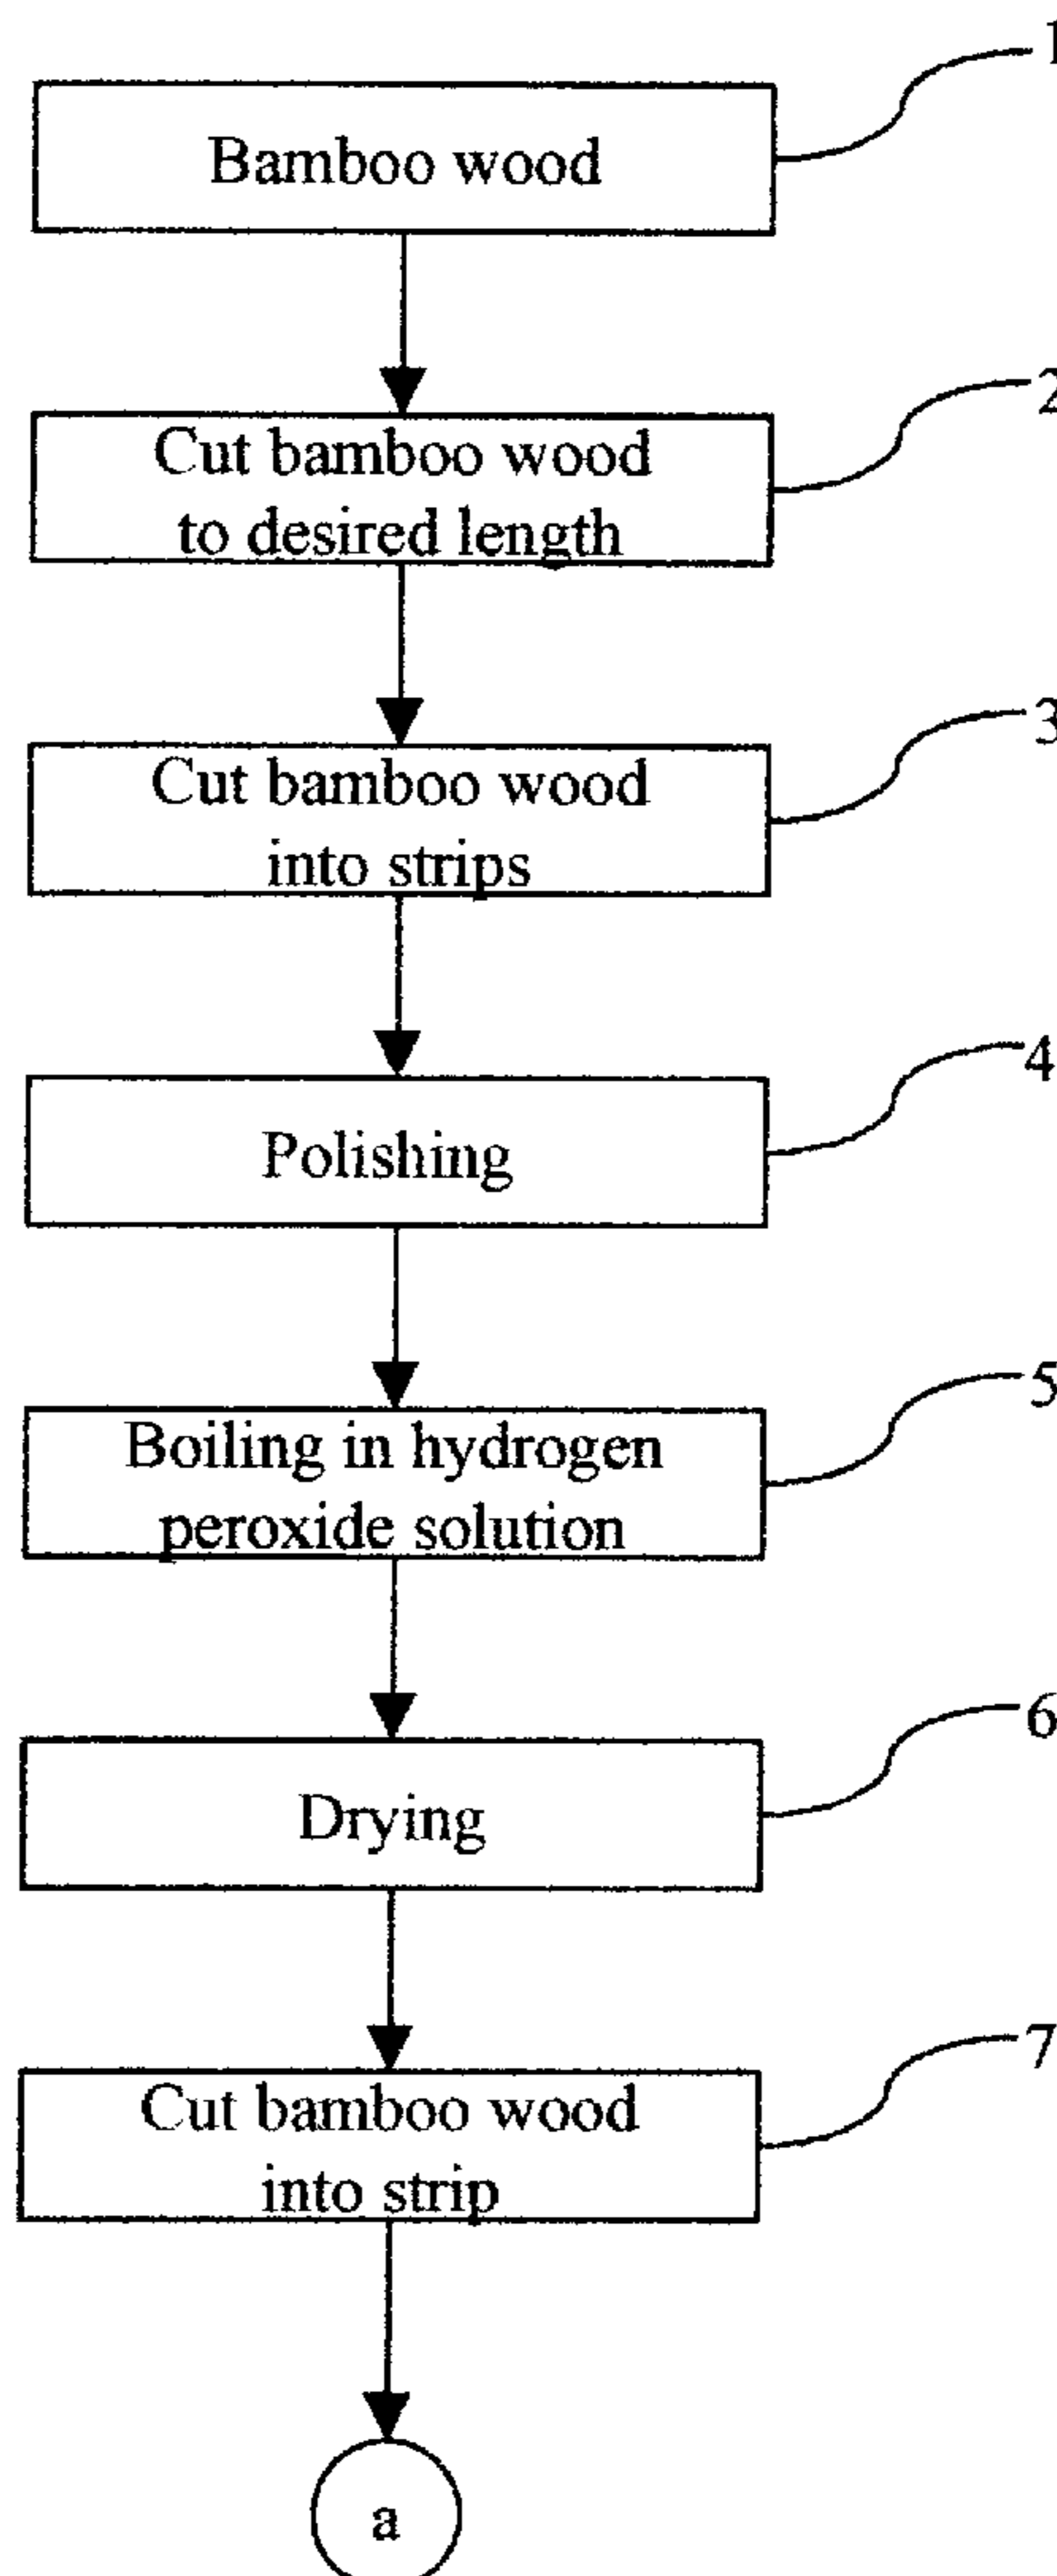 1
Bamboo wood
2
Cut bamboo wood
to desired length
3
Cut bamboo wood
into strips
4
Polishing
5
Boiling in hydrogen
peroxide solution
6
Drying
7
Cut bamboo wood
into strip
a